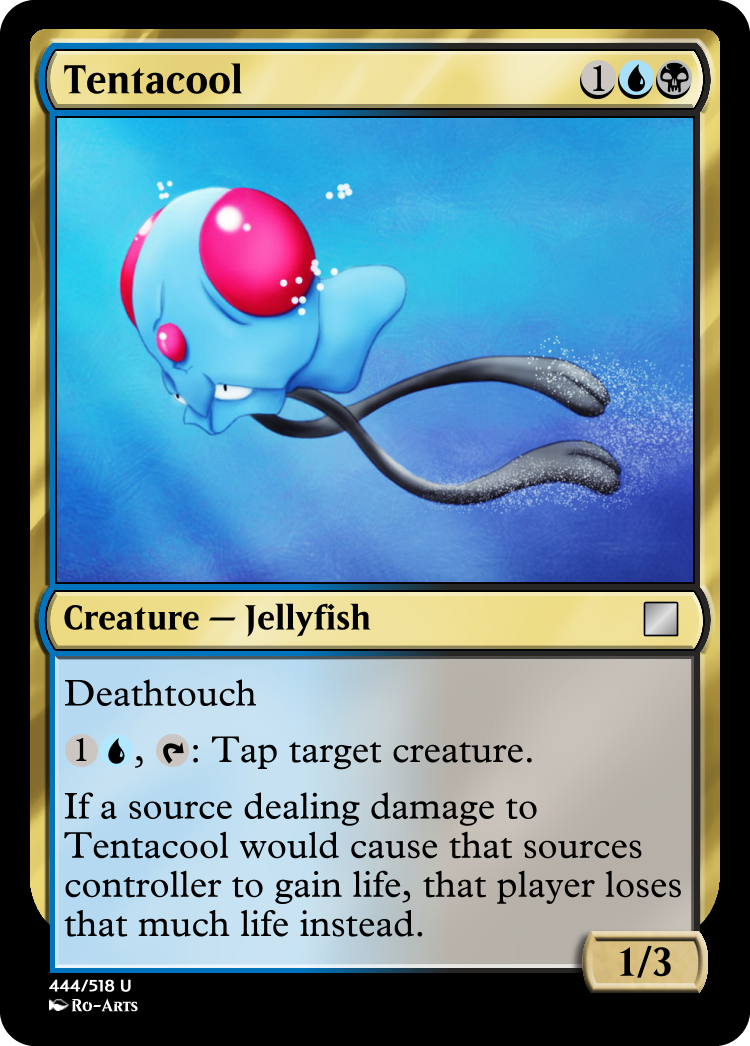 Tentacool 1
Creature — Jellyfish
Deathtouch
1 , : Tap target creature.
If a source dealing damage to
Tentacool would cause that sources
controller to gain life, that player loses
that much life instead.
1/3
444/518 U
Ro-Arts